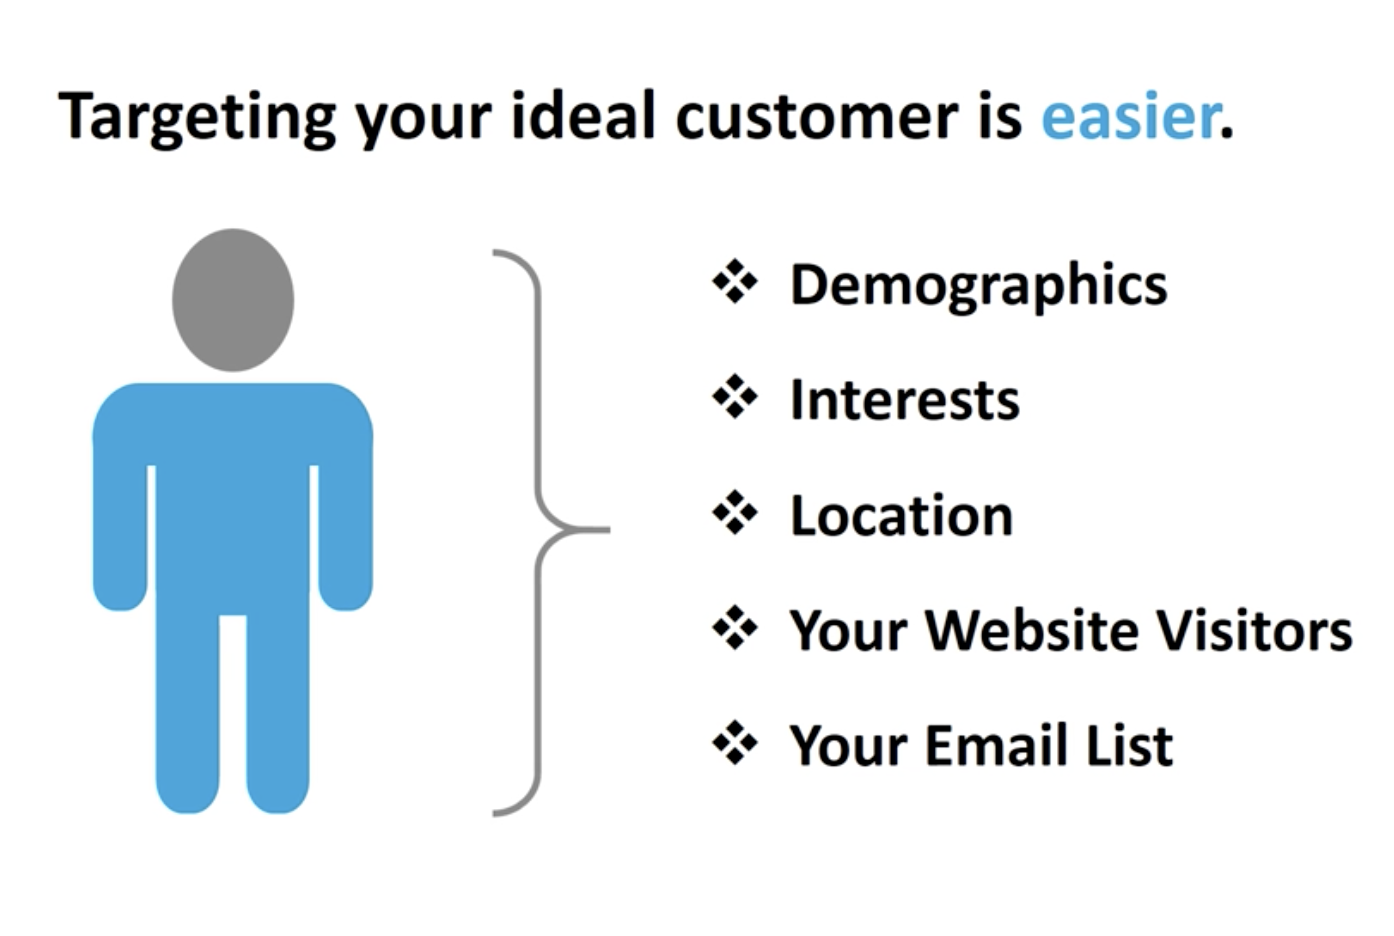 Targeting your ideal customer is easier.
Demographics
Interests
Location
Your Website Visitors
Your Email List